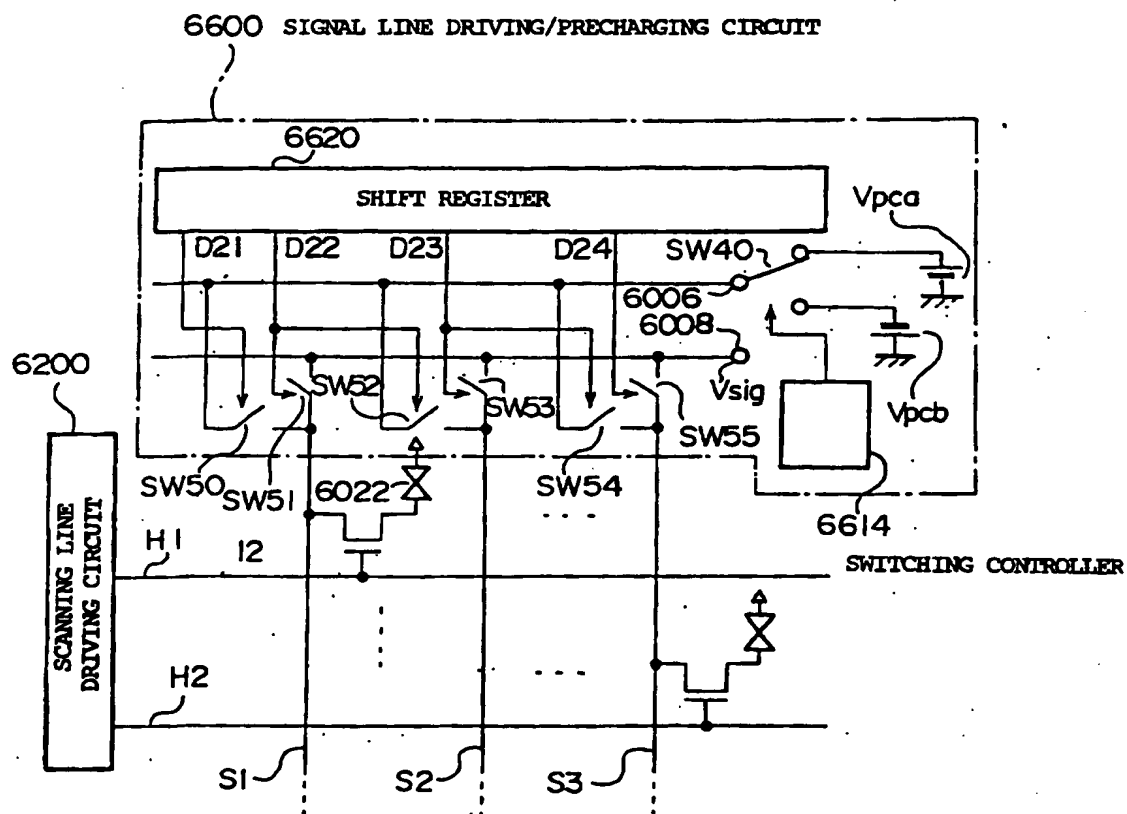 6600 SIGNAL LINE DRIVING/PRECHARGING CIRCUIT
6620
SHIFT REGISTER
Vpca
D21 D22 D23 D24 SW40
6006
6008
6200
SW52 SW53 Vsig Vpcb
SW55
SW50 SW51 6022 SW54
6614
SWITCHING CONTROLLER
H1 12
SCANNING LINE
DRIVING CIRCUIT
H2
S1 S2 S3